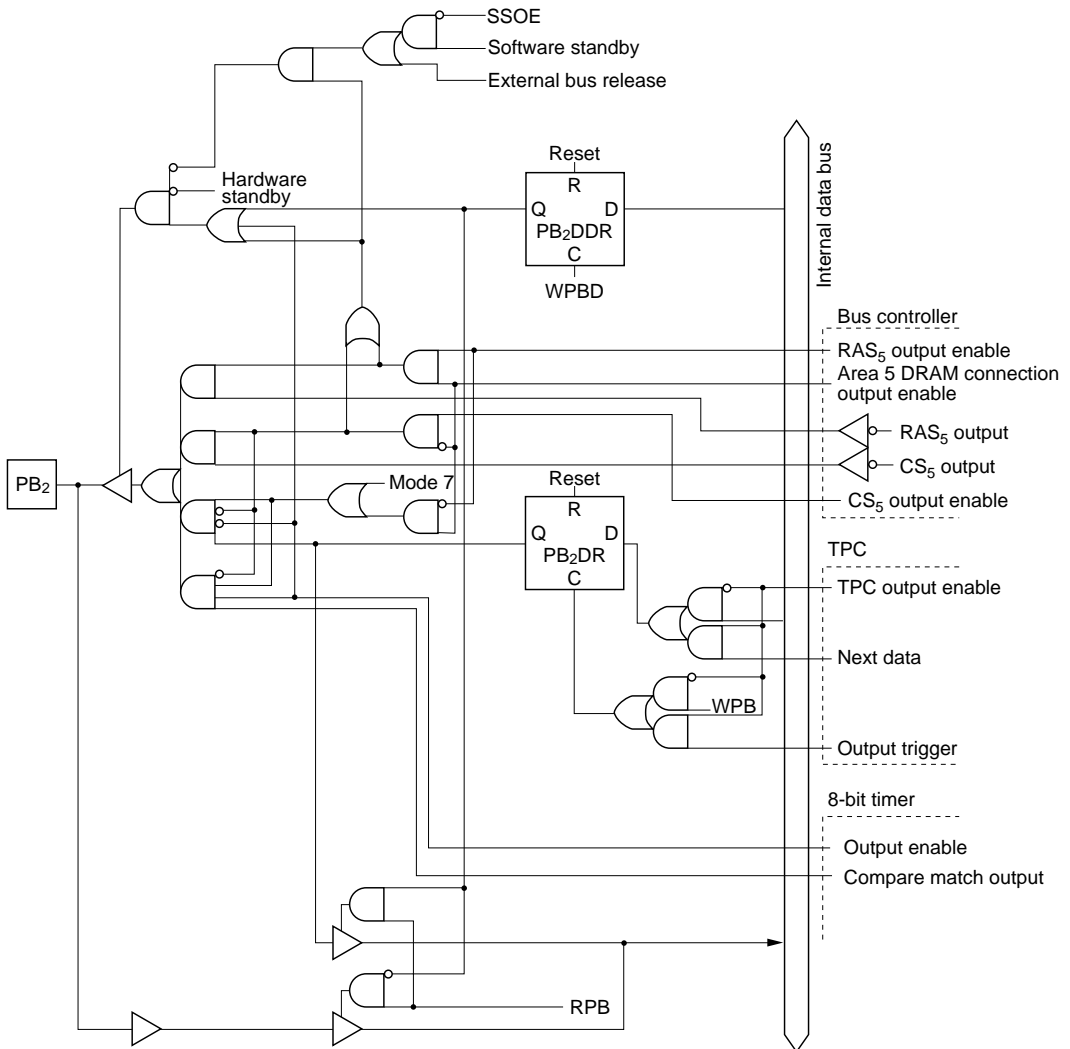 SSOE
Software standby
External bus release
Hardware
standby
Reset
R
Q
D
PB₂DDR
C
WPBD
Internal data bus
Bus controller
RAS₅ output enable
Area 5 DRAM connection
output enable
RAS₅ output
CS₅ output
CS₅ output enable
PB₂
Mode 7
Reset
R
Q
D
PB₂DR
C
TPC
TPC output enable
Next data
WPB
Output trigger
8-bit timer
Output enable
Compare match output
RPB